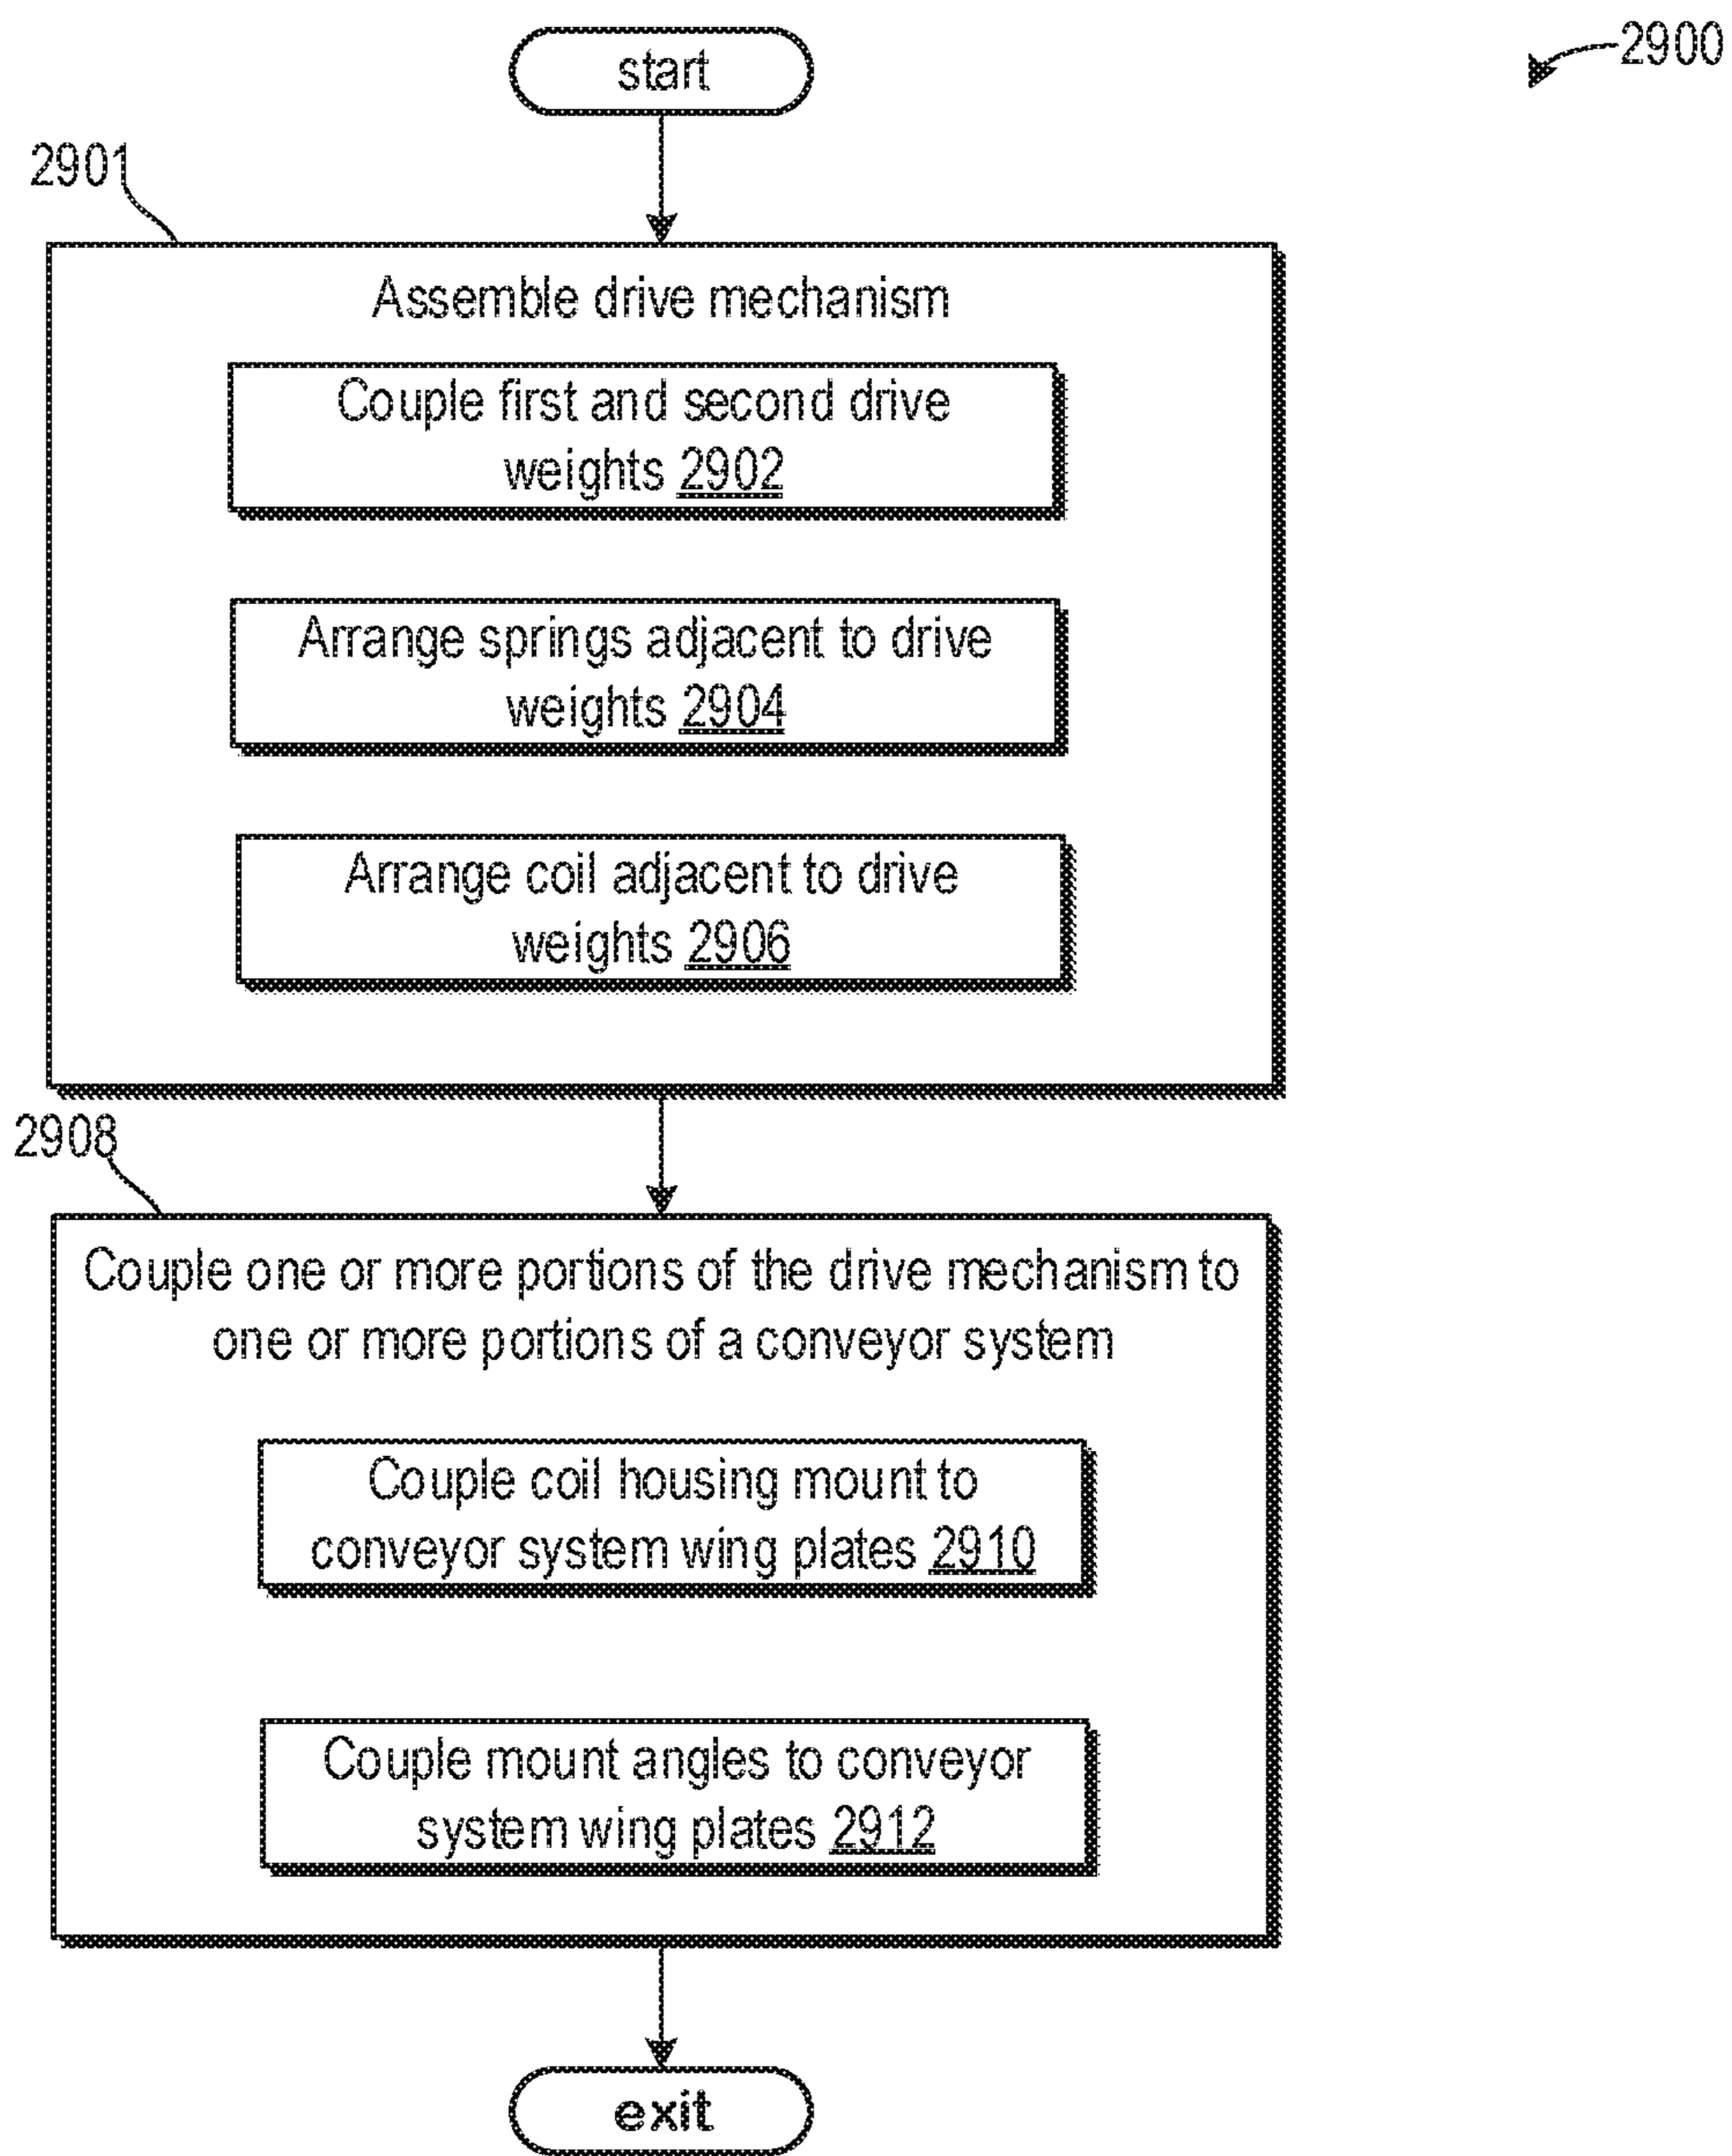 start
2900
2901
Assemble drive mechanism
Couple first and second drive
weights 2902
Arrange springs adjacent to drive
weights 2904
Arrange coil adjacent to drive
weights 2906
2908
Couple one or more portions of the drive mechanism to
one or more portions of a conveyor system
Couple coil housing mount to
conveyor system wing plates 2910
Couple mount angles to conveyor
system wing plates 2912
exit